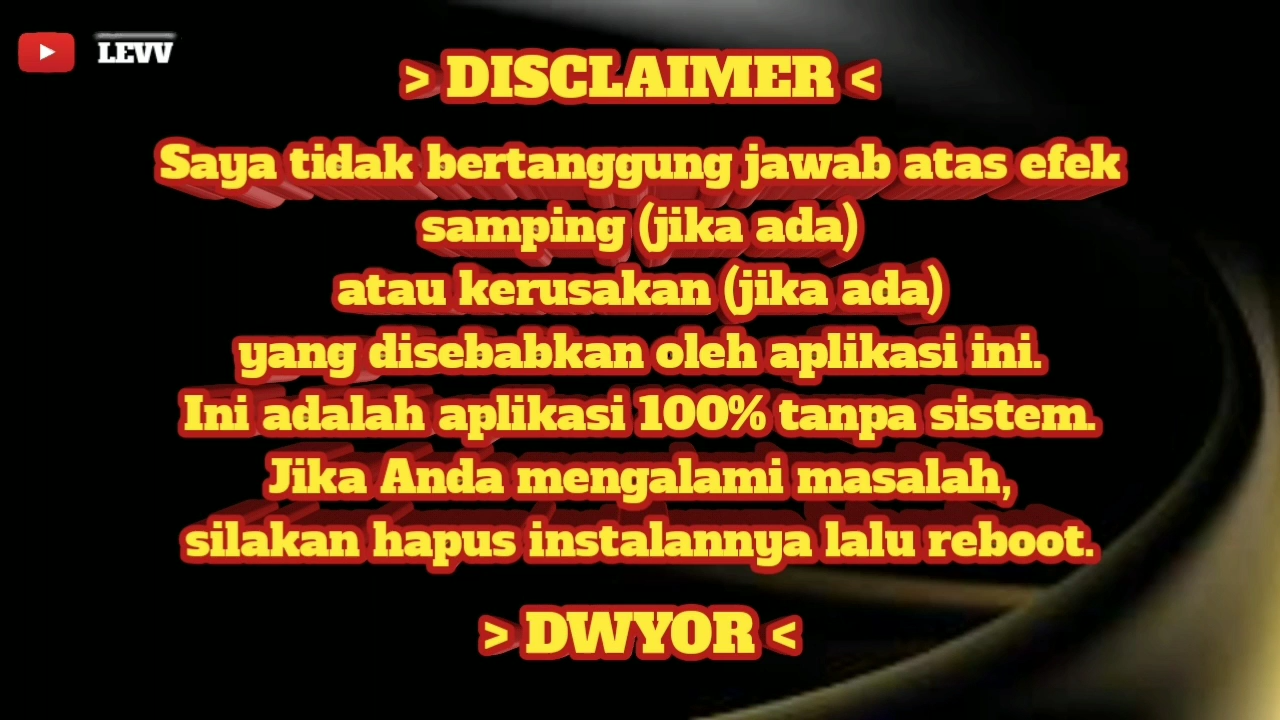 LEVV
> DISCLAIMER <
Saya tidak bertanggung jawab atas efek
samping (jika ada)
atau kerusakan (jika ada)
yang disebabkan oleh aplikasi ini.
Ini adalah aplikasi 100% tanpa sistem.
Jika Anda mengalami masalah,
silakan hapus instalannya lalu reboot.
> DWYOR <